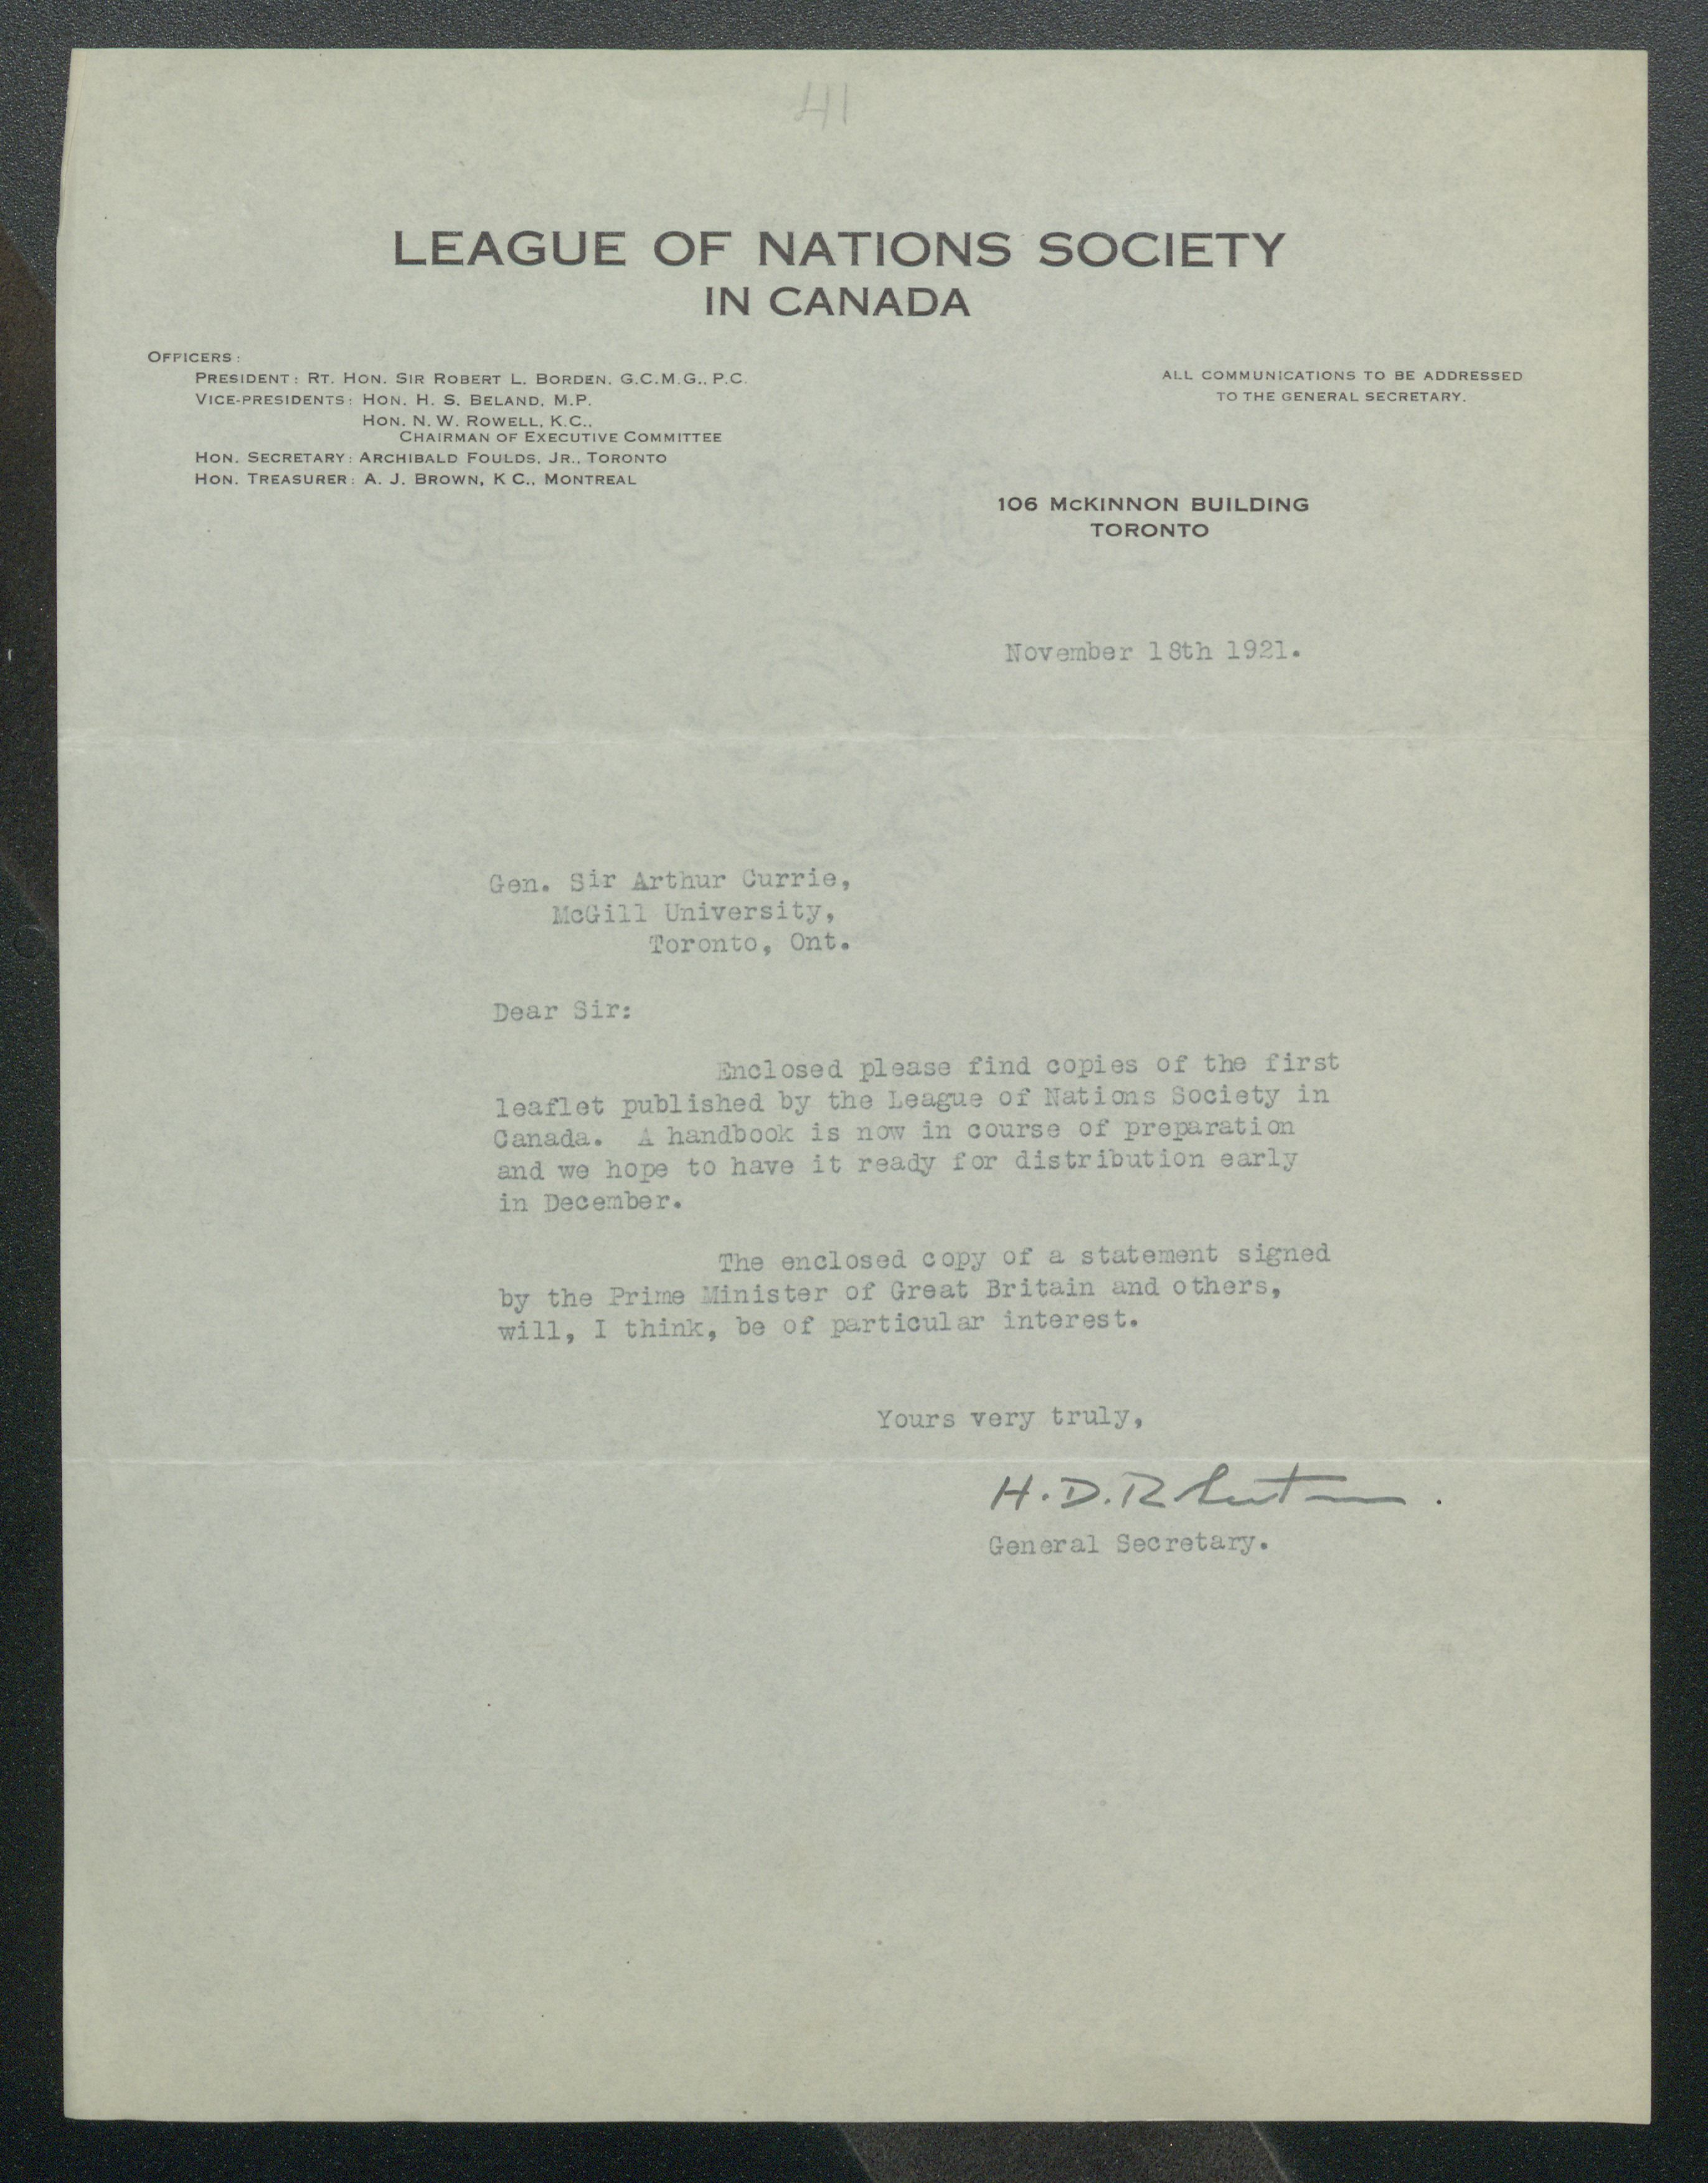 41
LEAGUE OF NATIONS SOCIETY
IN CANADA
OFFICERS:
PRESIDENT: RT. HON. SIR ROBERT L. BORDEN, G.C.M.G., P.C.
VICE-PRESIDENTS: HON. H. S. BELAND, M.P.
HON. N. W. ROWELL, K.C.,
CHAIRMAN OF EXECUTIVE COMMITTEE
HON. SECRETARY: ARCHIBALD FOULDS, JR., TORONTO
HON. TREASURER: A. J. BROWN, K C., MONTREAL
ALL COMMUNICATIONS TO BE ADDRESSED
TO THE GENERAL SECRETARY.
106 McKINNON BUILDING
TORONTO
November 18th 1921.
Gen. Sir Arthur Currie,
McGill University,
Toronto, Ont.
Dear Sir:
Enclosed please find copies of the first
leaflet published by the League of Nations Society in
Canada. A handbook is now in course of preparation
and we hope to have it ready for distribution early
in December.
The enclosed copy of a statement signed
by the Prime Minister of Great Britain and others,
will, I think, be of particular interest.
Yours very truly,
H. D. R
General Secretary.